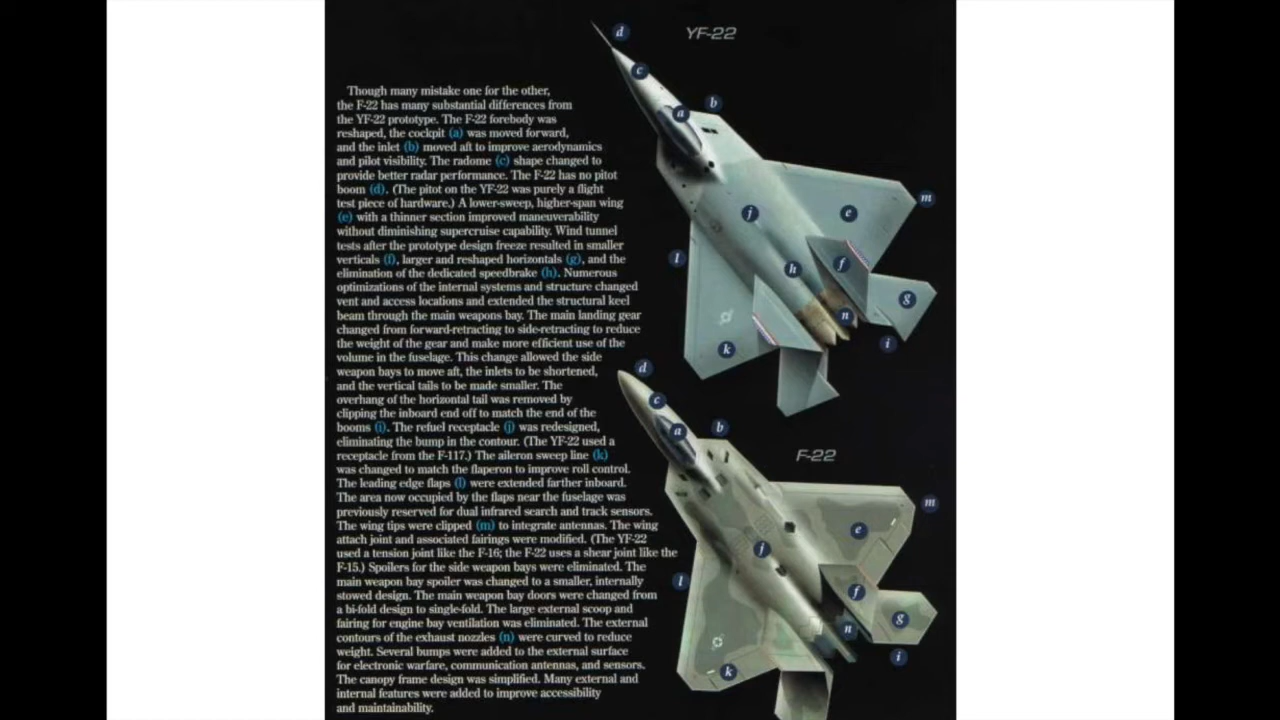 YF-22
Though many mistake one for the other,
the F-22 has many substantial differences from
the YF-22 prototype. The F-22 forebody was
reshaped, the cockpit (a) was moved forward,
and the inlet (b) moved aft to improve aerodynamics
and pilot visibility. The radome (c) shape changed to
provide better radar performance. The F-22 has no pitot
boom (d). (The pitot on the YF-22 was purely a flight
test piece of hardware.) A lower-sweep, higher-span wing
(e) with a thinner section improved maneuverability
without diminishing supercruise capability. Wind tunnel
tests after the prototype design freeze resulted in smaller
verticals (f), larger and reshaped horizontals (g), and the
elimination of the dedicated speedbrake (h). Numerous
optimizations of the internal systems and structure changed
vent and access locations and extended the structural keel
beam through the main weapons bay. The main landing gear
changed from forward-retracting to side-retracting to reduce
the weight of the gear and make more efficient use of the
volume in the fuselage. This change allowed the side
weapon bays to move aft, the inlets to be shortened,
and the vertical tails to be made smaller. The
overhang of the horizontal tail was removed by
clipping the inboard end off to match the end of the
booms (i). The refuel receptacle (j) was redesigned,
eliminating the bump in the contour. (The YF-22 used a
receptacle from the F-117.) The aileron sweep line (k)
was changed to match the flaperon to improve roll control.
The leading edge flaps (l) were extended farther inboard.
The area now occupied by the flaps near the fuselage was
previously reserved for dual infrared search and track sensors.
The wing tips were clipped (m) to integrate antennas. The wing
attach joint and associated fairings were modified. (The YF-22
used a tension joint like the F-16; the F-22 uses a shear joint like the
F-15.) Spoilers for the side weapon bays were eliminated. The
main weapon bay spoiler was changed to a smaller, internally
stowed design. The main weapon bay doors were changed from
a bi-fold design to single-fold. The large external scoop and
fairing for engine bay ventilation was eliminated. The external
contours of the exhaust nozzles (n) were curved to reduce
weight. Several bumps were added to the external surface
for electronic warfare, communication antennas, and sensors.
The canopy frame design was simplified. Many external and
internal features were added to improve accessibility
and maintainability.
d
c
b
a
m
j
e
l
f
h
g
n
i
k
F-22
d
c
b
a
m
e
j
l
f
g
n
i
k